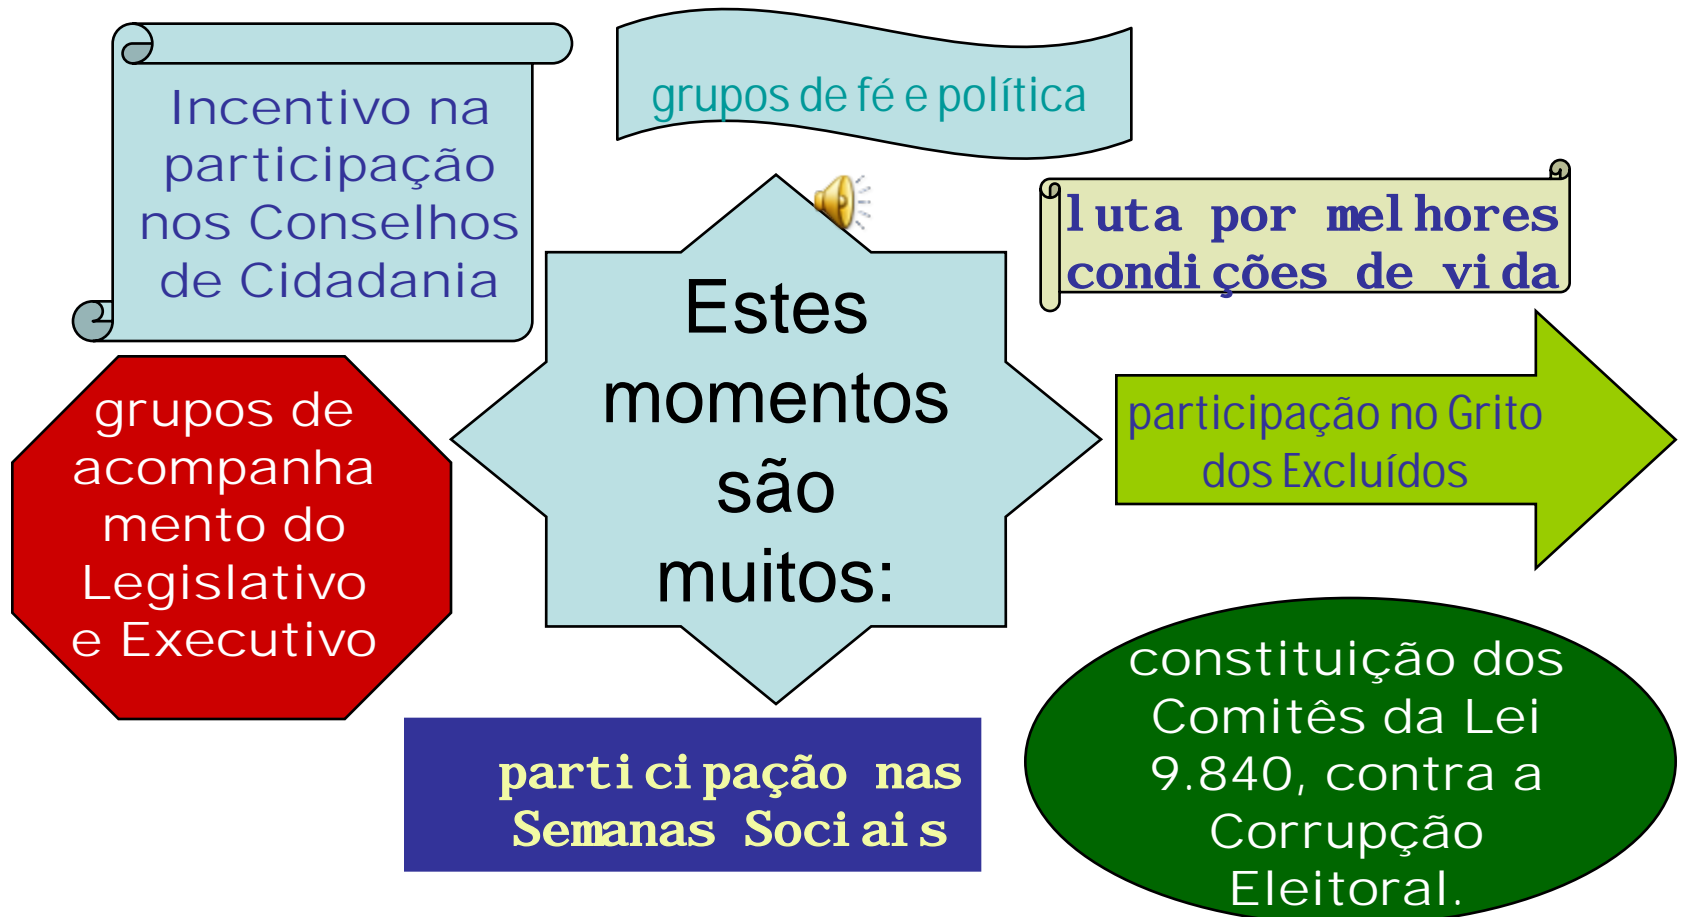 Incentivo na
participação
nos Conselhos
de Cidadania
grupos de fé e política
luta por melhores
condições de vida
Estes
momentos
são
muitos:
grupos de
acompanha
mento do
Legislativo
e Executivo
participação no Grito
dos Excluídos
participação nas
Semanas Sociais
constituição dos
Comitês da Lei
9.840, contra a
Corrupção
Eleitoral.